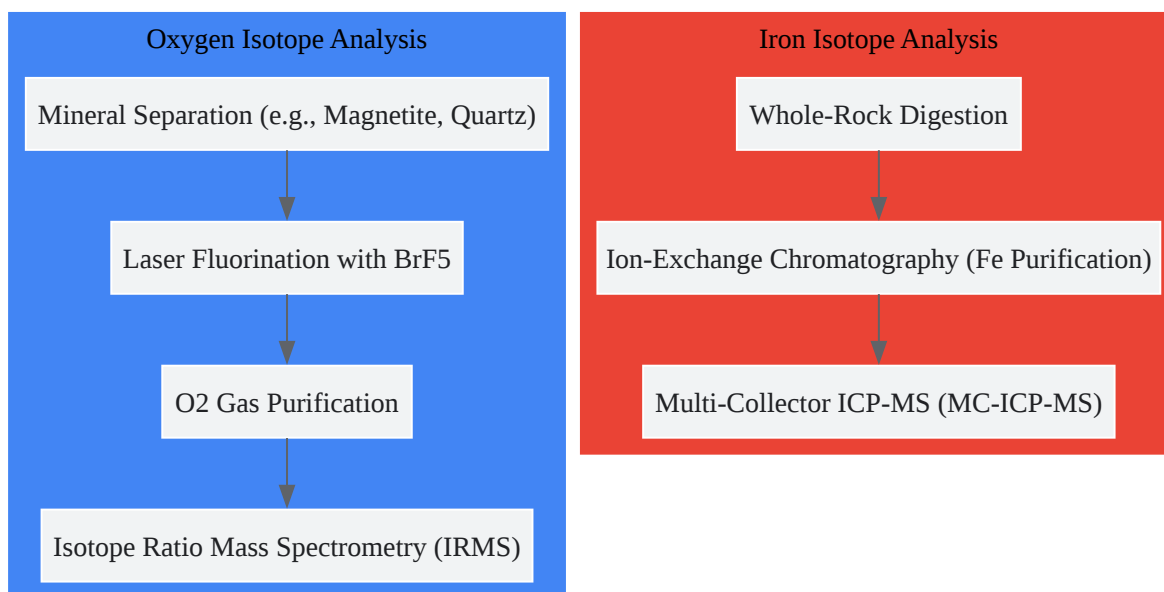 Oxygen Isotope Analysis
Mineral Separation (e.g., Magnetite, Quartz)
Laser Fluorination with BrF5
O2 Gas Purification
Isotope Ratio Mass Spectrometry (IRMS)
Iron Isotope Analysis
Whole-Rock Digestion
Ion-Exchange Chromatography (Fe Purification)
Multi-Collector ICP-MS (MC-ICP-MS)